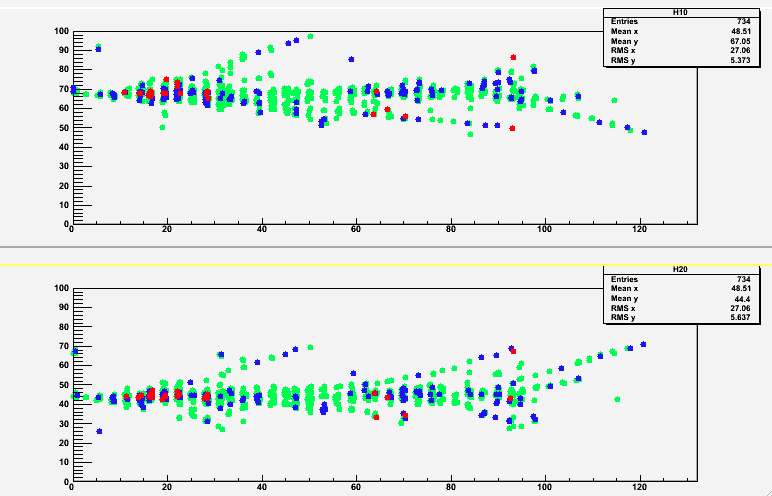 H10
Entries 734
Mean x 48.51
Mean y 67.05
RMS x 27.06
RMS y 5.373
100
90
80
70
60
50
40
30
20
10
0
0 20 40 60 80 100 120
H20
Entries 734
Mean x 48.51
Mean y 44.4
RMS x 27.06
RMS y 5.637
100
90
80
70
60
50
40
30
20
10
0
0 20 40 60 80 100 120